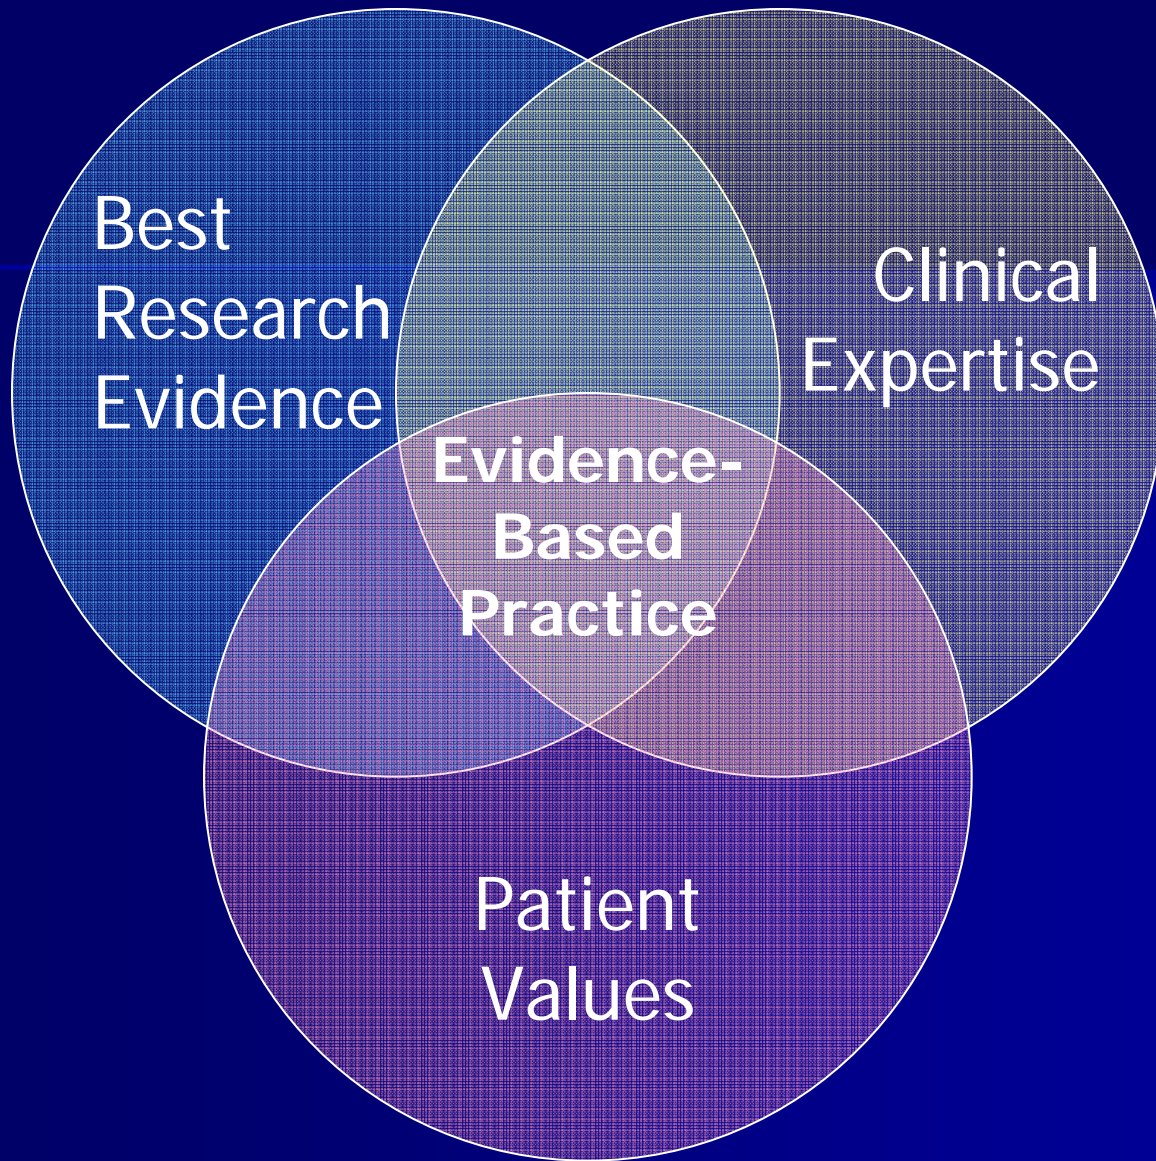 Best
Research
Evidence
Clinical
Expertise
Evidence-
Based
Practice
Patient
Values